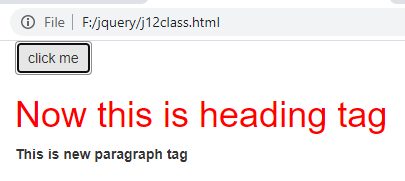 File F:/jquery/j12class.html
click me
Now this is heading tag
This is new paragraph tag